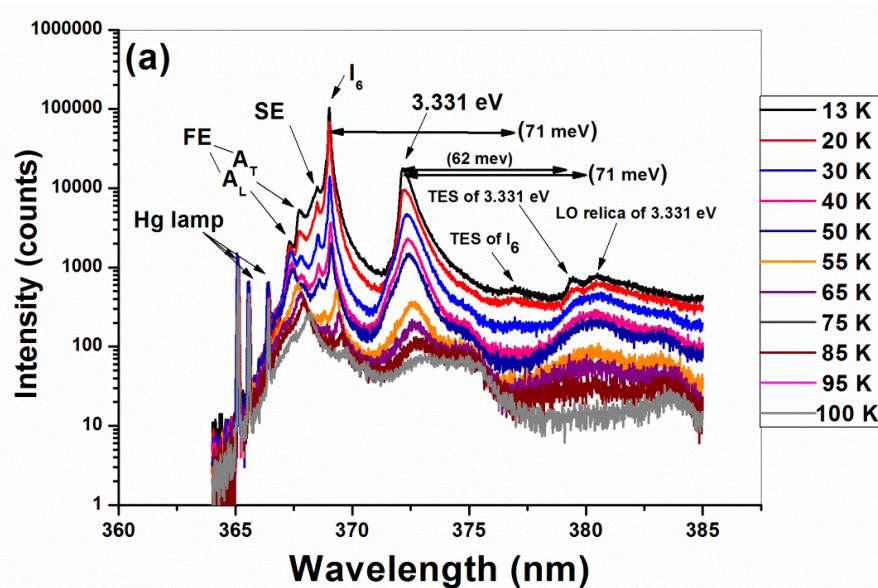 (a)
I6
3.331 eV
SE
(71 meV)
FE
AT
AL
(62 mev)
(71 meV)
Hg lamp
TES of 3.331 eV
LO relica of 3.331 eV
TES of I6
1000000
100000
10000
1000
100
10
1
Intensity (counts)
360
365
370
375
380
385
Wavelength (nm)
13 K
20 K
30 K
40 K
50 K
55 K
65 K
75 K
85 K
95 K
100 K